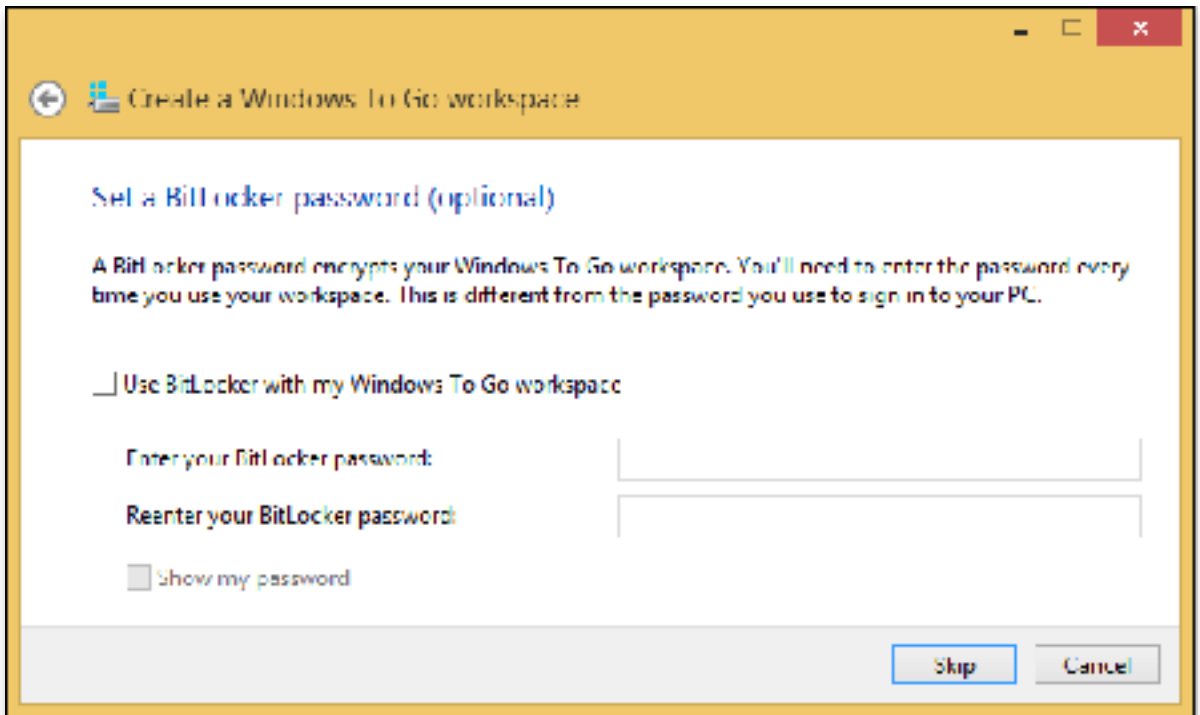 Create a Windows To Go workspace
Set a BitLocker password (optional)
A BitLocker password encrypts your Windows To Go workspace. You'll need to enter the password every
time you use your workspace. This is different from the password you use to sign in to your PC.
Use BitLocker with my Windows To Go workspace
Enter your BitLocker password:
Reenter your BitLocker password:
Show my password
Skip Cancel